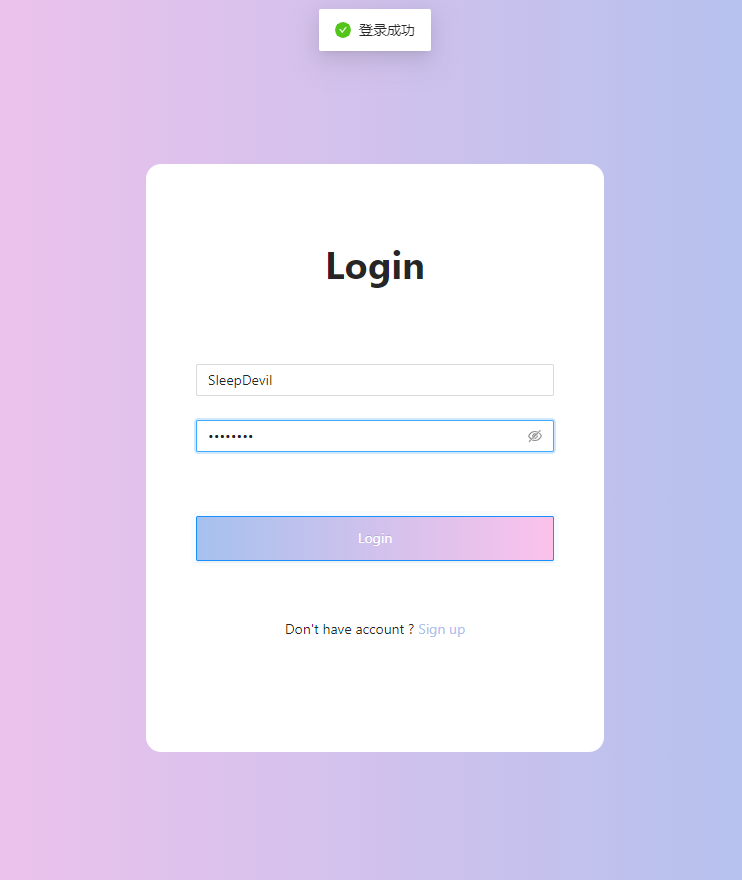 登录成功
Login
SleepDevil
••••••••
Login
Don't have account ? Sign up